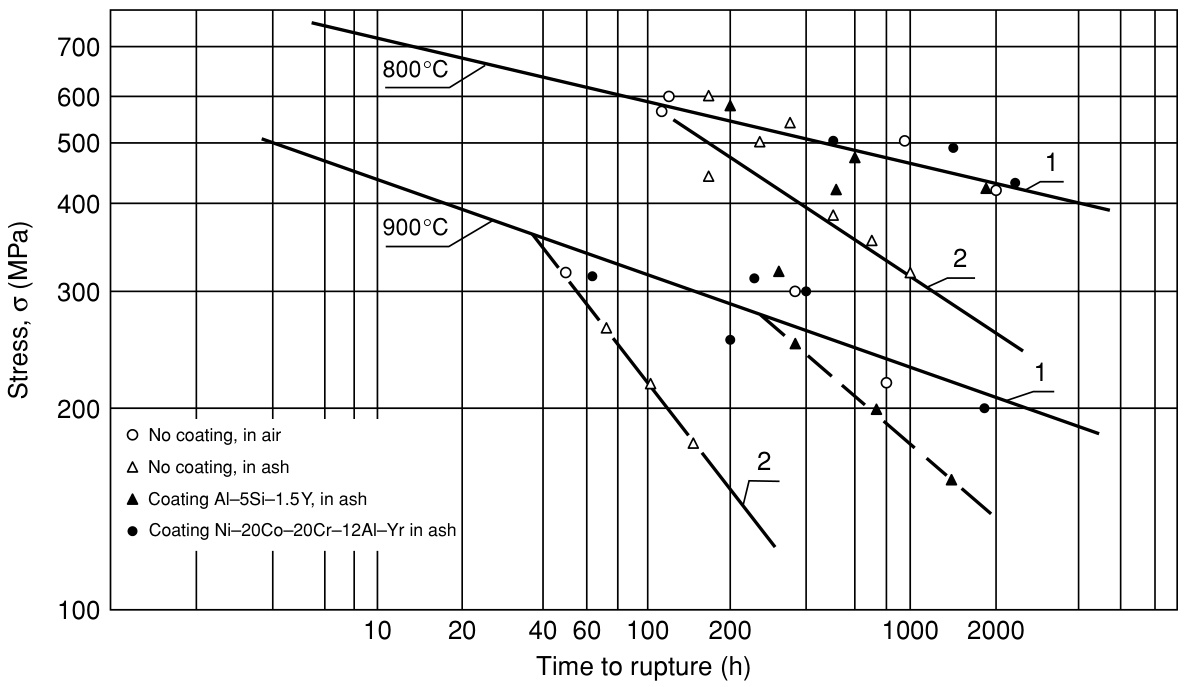 700
800°C
600
500
1
400
900°C
2
300
1
200
No coating, in air
No coating, in ash
2
Coating Al–5Si–1.5Y, in ash
Coating Ni–20Co–20Cr–12Al–Yr in ash
100
10 20 40 60 100 200 1000 2000
Time to rupture (h)
Stress, σ (MPa)